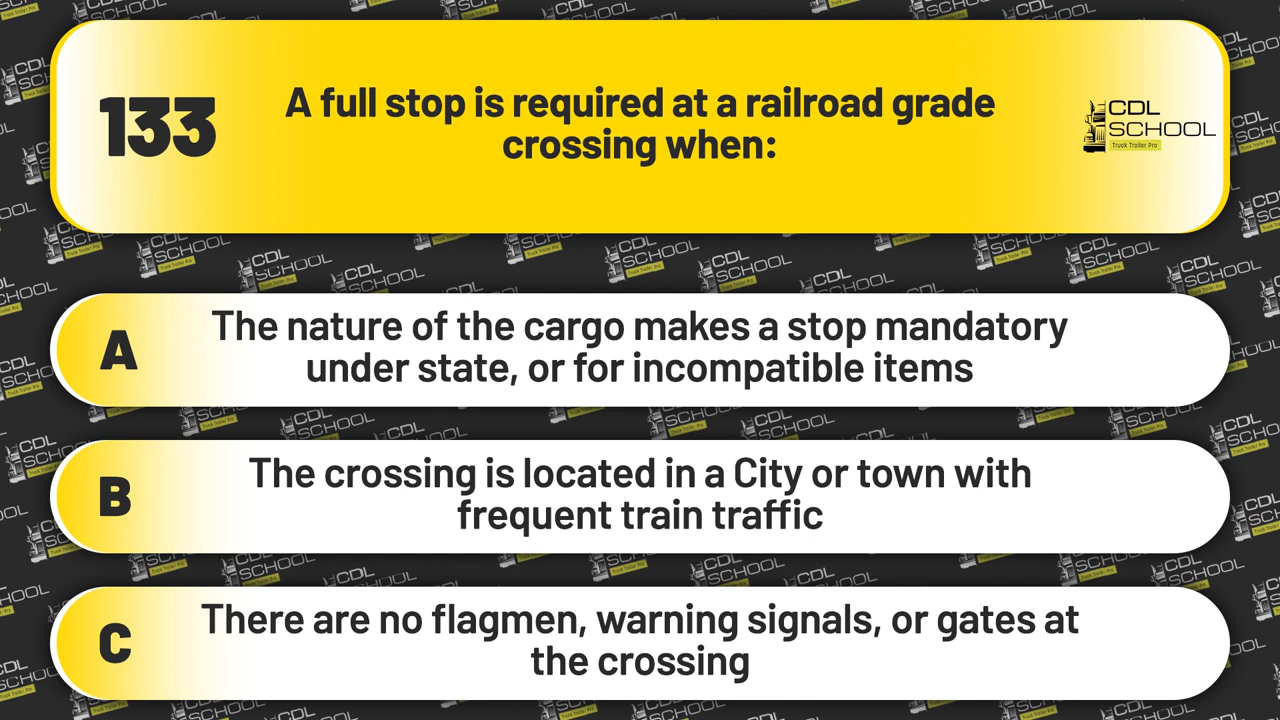 133
A full stop is required at a railroad grade
crossing when:
CDL
SCHOOL
Truck Trailer Pro
A
The nature of the cargo makes a stop mandatory
under state, or for incompatible items
B
The crossing is located in a City or town with
frequent train traffic
C
There are no flagmen, warning signals, or gates at
the crossing